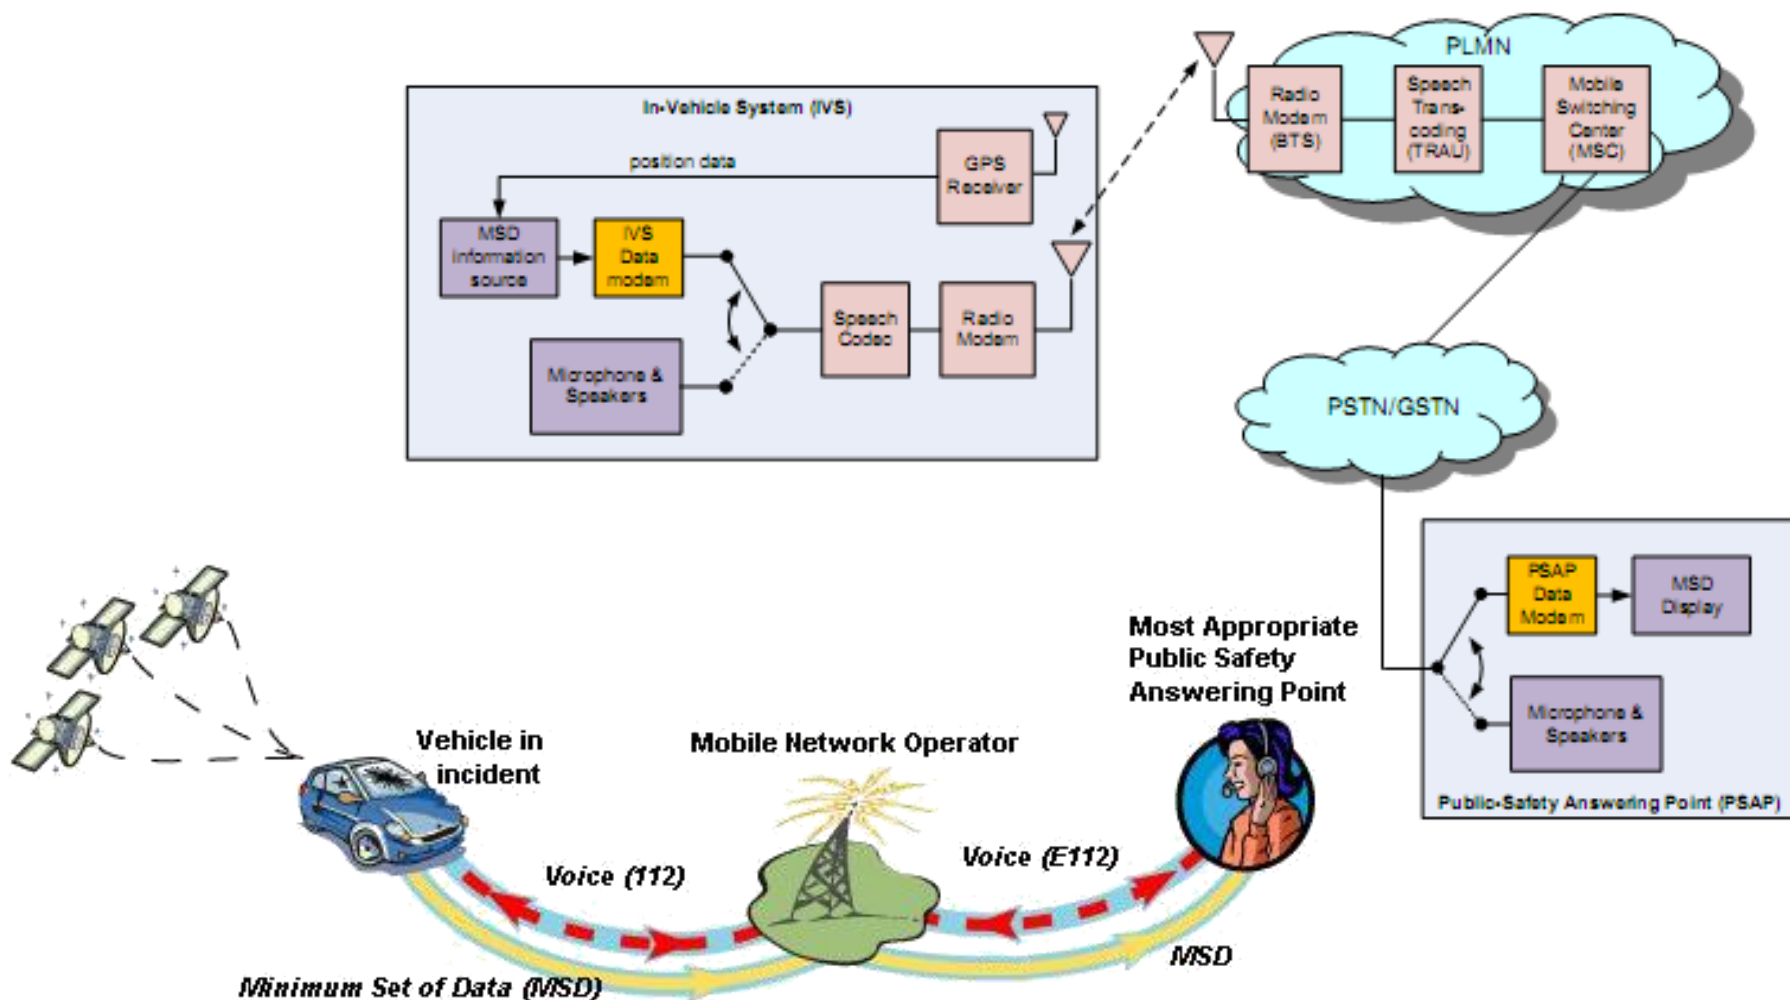 PLMN
Radio
Modem
(BTS)
Speech
Trans-
coding
(TRAU)
Mobile
Switching
Center
(MSC)
In-Vehicle System (IVS)
position data
GPS
Receiver
MSD
information
source
IVS
Data
modem
Speech
Codec
Radio
Modem
Microphone &
Speakers
PSTN/GSTN
PSAP
Data
Modem
MSD
Display
Microphone &
Speakers
Public-Safety Answering Point (PSAP)
Most Appropriate
Public Safety
Answering Point
Vehicle in
incident
Mobile Network Operator
Voice (112)
Voice (E112)
MSD
Minimum Set of Data (MSD)